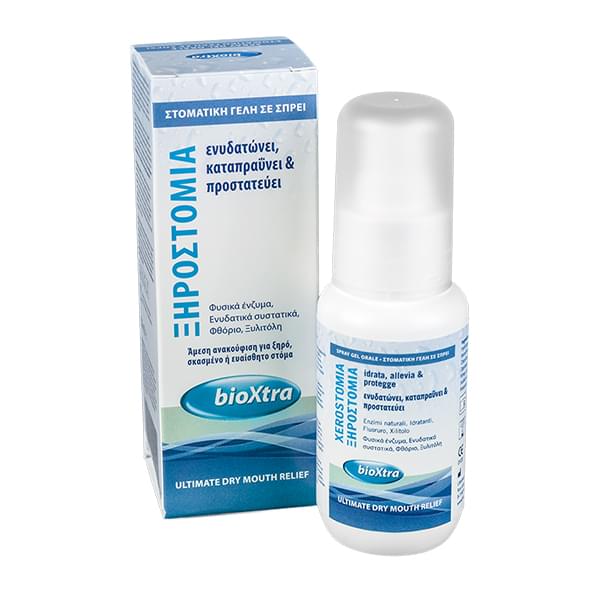 ΣΤΟΜΑΤΙΚΗ ΓΕΛΗ ΣΕ ΣΠΡΕΙ
ΞΗΡΟΣΤΟΜΙΑ
ενυδατώνει,
καταπραΰνει &
προστατεύει
Φυσικά ένζυμα,
Ενυδατικά συστατικά,
Φθόριο, Ξυλιτόλη
Άμεση ανακούφιση για ξηρό,
σκασμένο ή ευαίσθητο στόμα
bioXtra
ULTIMATE DRY MOUTH RELIEF
SPRAY GEL ORALE • ΣΤΟΜΑΤΙΚΗ ΓΕΛΗ ΣΕ ΣΠΡΕΙ
XEROSTOMIA
ΞΗΡΟΣΤΟΜΙΑ
idrata, allevia &
protegge
ενυδατώνει, καταπραΰνει &
προστατεύει
Enzimi naturali, Idratanti,
Fluoruro, Xilitolo
Φυσικά ένζυμα, Ενυδατικά
συστατικά, Φθόριο, Ξυλιτόλη
bioXtra
ULTIMATE DRY MOUTH RELIEF